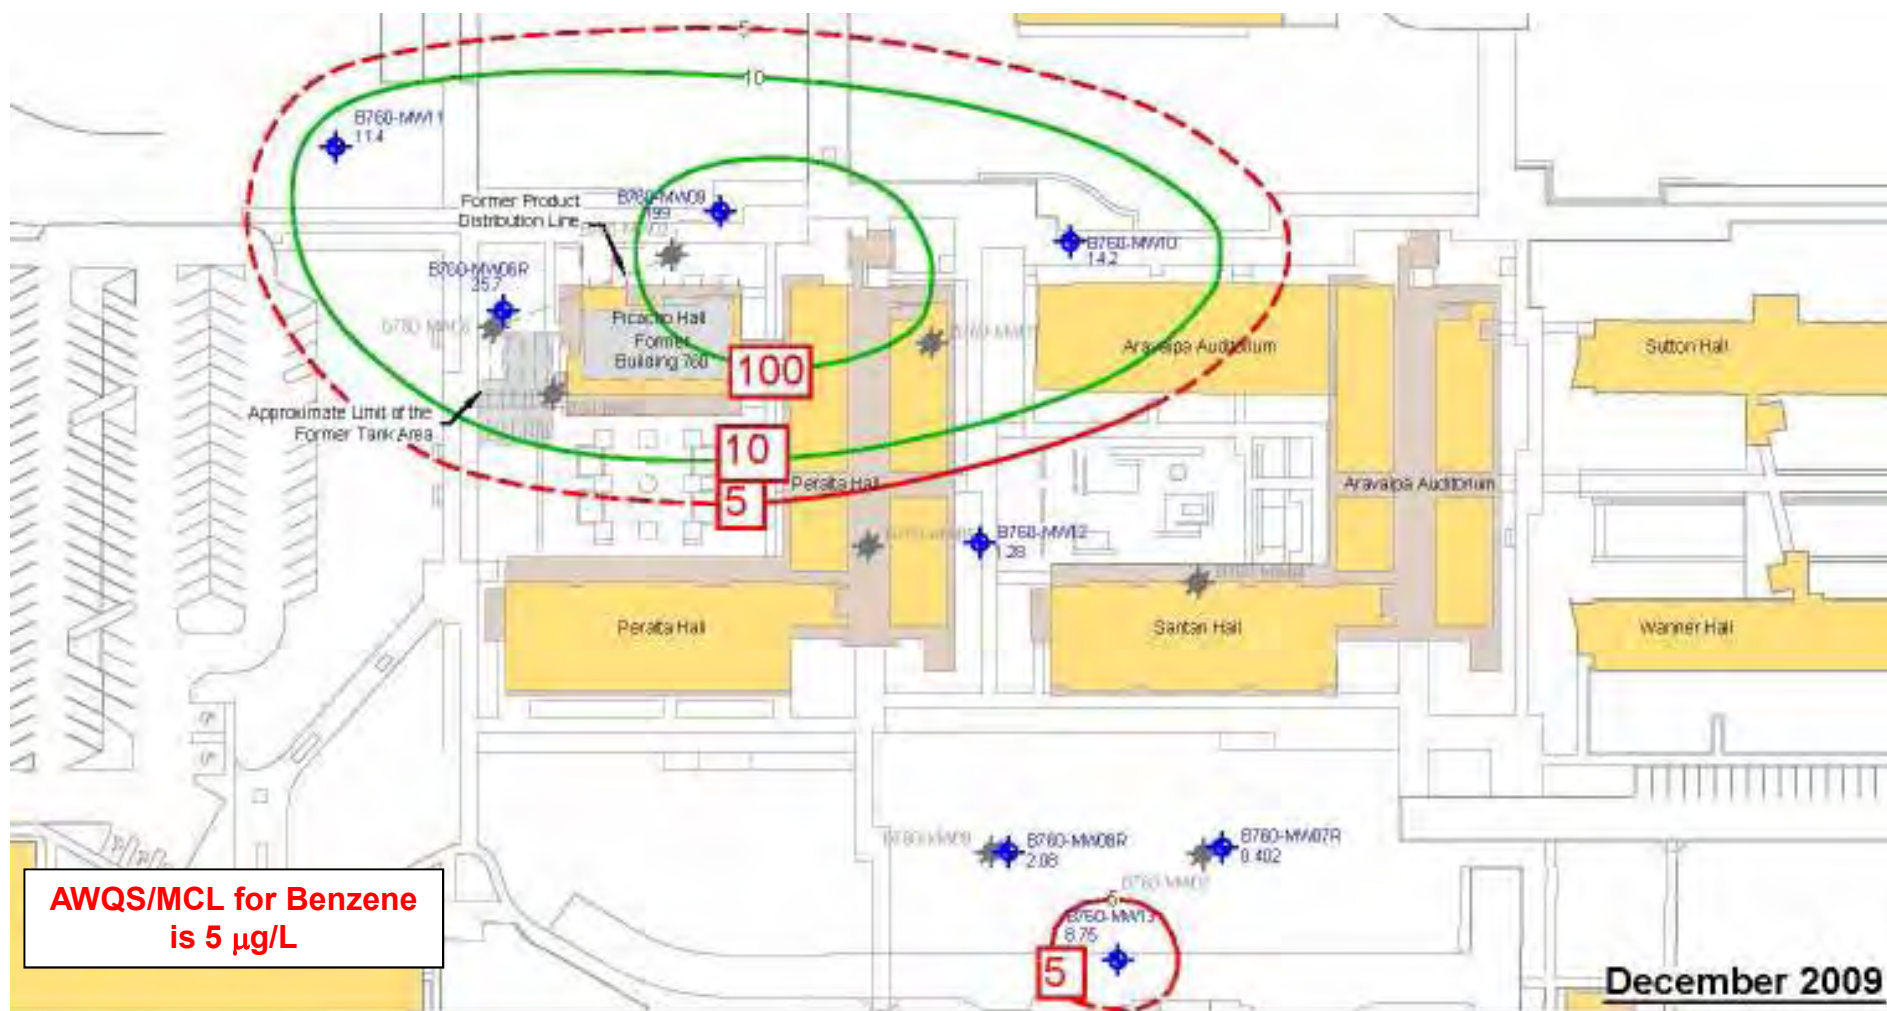 5
10
B760-MW11
11.4
Former Product
Distribution Line
B760-MW09
199
B760-MW10
14.2
B760-MW06R
25.7
Picacho Hall
Former
Building 760
Aravaipa Auditorium
Sutton Hall
100
Approximate Limit of the
Former Tank Area
10
5
Peralta Hall
Aravaipa Auditorium
B760-MW12
1.28
Peralta Hall
Santan Hall
Wanner Hall
B760-MW08R
2.08
B760-MW07R
0.402
5
B760-MW13
8.75
5
AWQS/MCL for Benzene
is 5 µg/L
December 2009